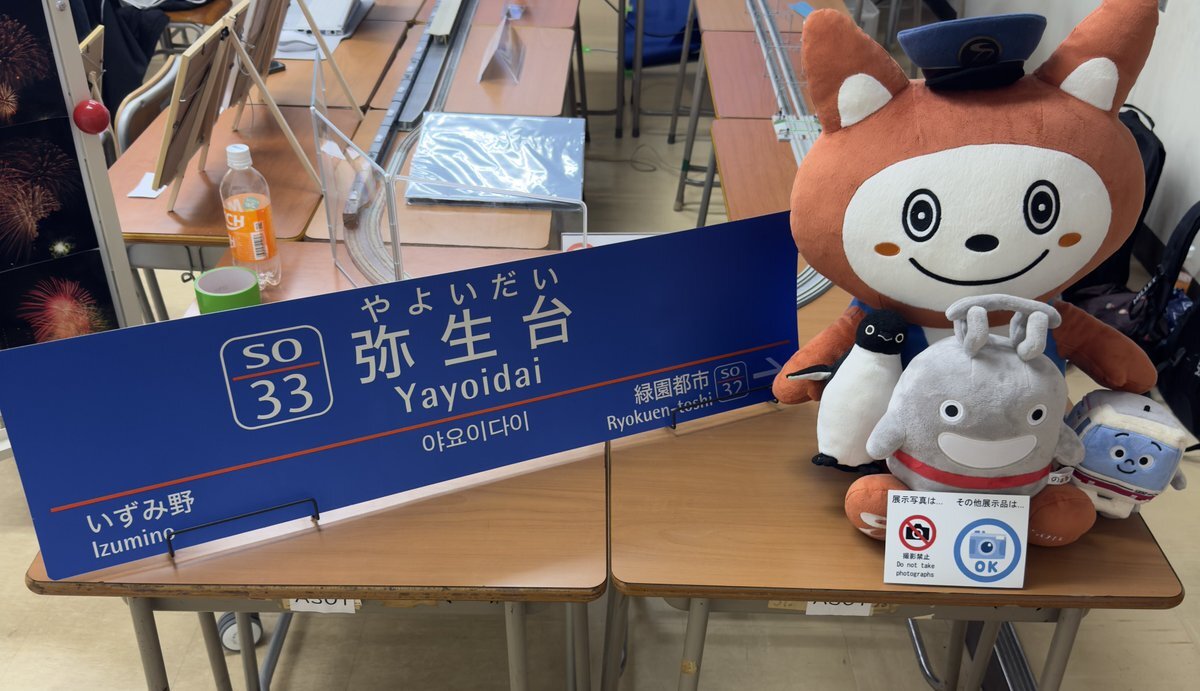 やよいだい
SO
33
弥生台
Yayoidai
야요이다이
いずみ野
Izumino
緑園都市
Ryokuen-toshi
SO
32
展示写真は...
撮影禁止
Do not take
photographs
その他展示品は...
OK